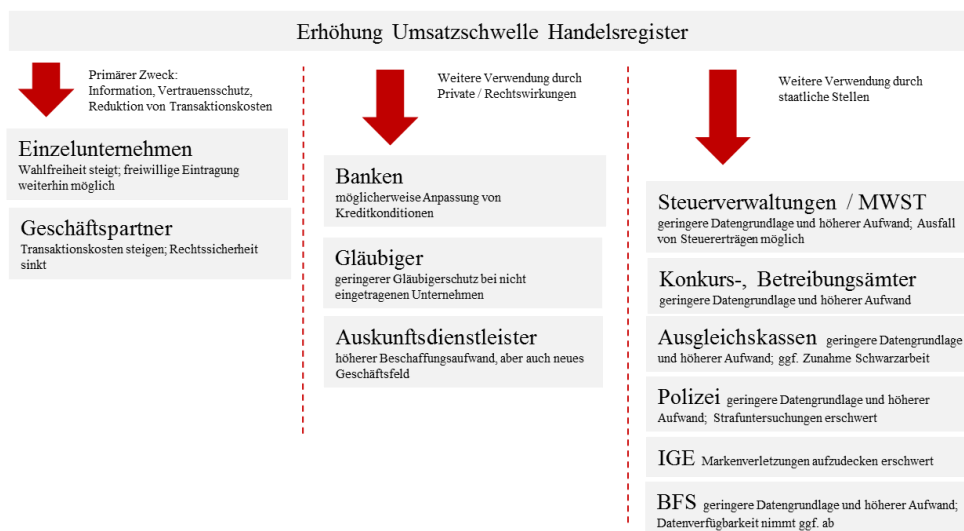 Erhöhung Umsatzschwelle Handelsregister
Primärer Zweck:
Information, Vertrauensschutz,
Reduktion von Transaktionskosten
Einzelunternehmen
Wahlfreiheit steigt; freiwillige Eintragung
weiterhin möglich
Geschäftspartner
Transaktionskosten steigen; Rechtssicherheit
sinkt
Weitere Verwendung durch
Private / Rechtswirkungen
Banken
möglicherweise Anpassung von
Kreditkonditionen
Gläubiger
geringerer Gläubigerschutz bei nicht
eingetragenen Unternehmen
Auskunftsdienstleister
höherer Beschaffungsaufwand, aber auch neues
Geschäftsfeld
Weitere Verwendung durch
staatliche Stellen
Steuerverwaltungen / MWST
geringere Datengrundlage und höherer Aufwand; Ausfall
von Steuererträgen möglich
Konkurs-, Betreibungsämter
geringere Datengrundlage und höherer Aufwand
Ausgleichskassen geringere Datengrundlage
und höherer Aufwand; ggf. Zunahme Schwarzarbeit
Polizei geringere Datengrundlage und höherer
Aufwand; Strafuntersuchungen erschwert
IGE Markenverletzungen aufzudecken erschwert
BFS geringere Datengrundlage und höherer Aufwand;
Datenverfügbarkeit nimmt ggf. ab